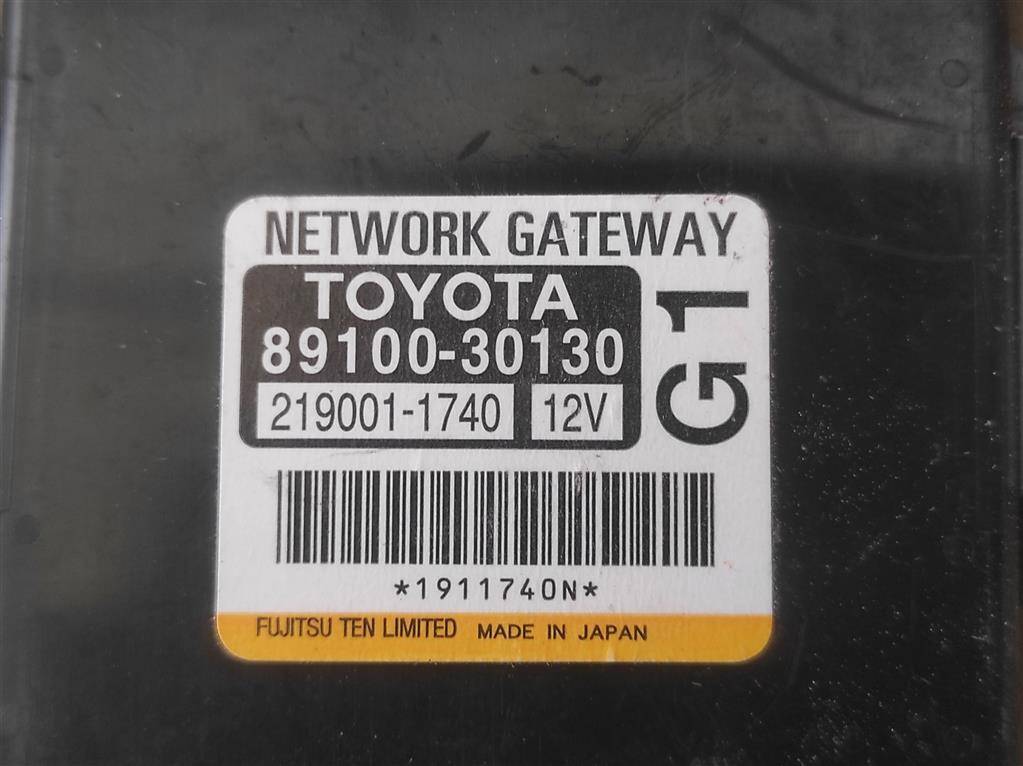 NETWORK GATEWAY
TOYOTA
89100-30130
219001-1740 12V
G1
*1911740N*
FUJITSU TEN LIMITED MADE IN JAPAN